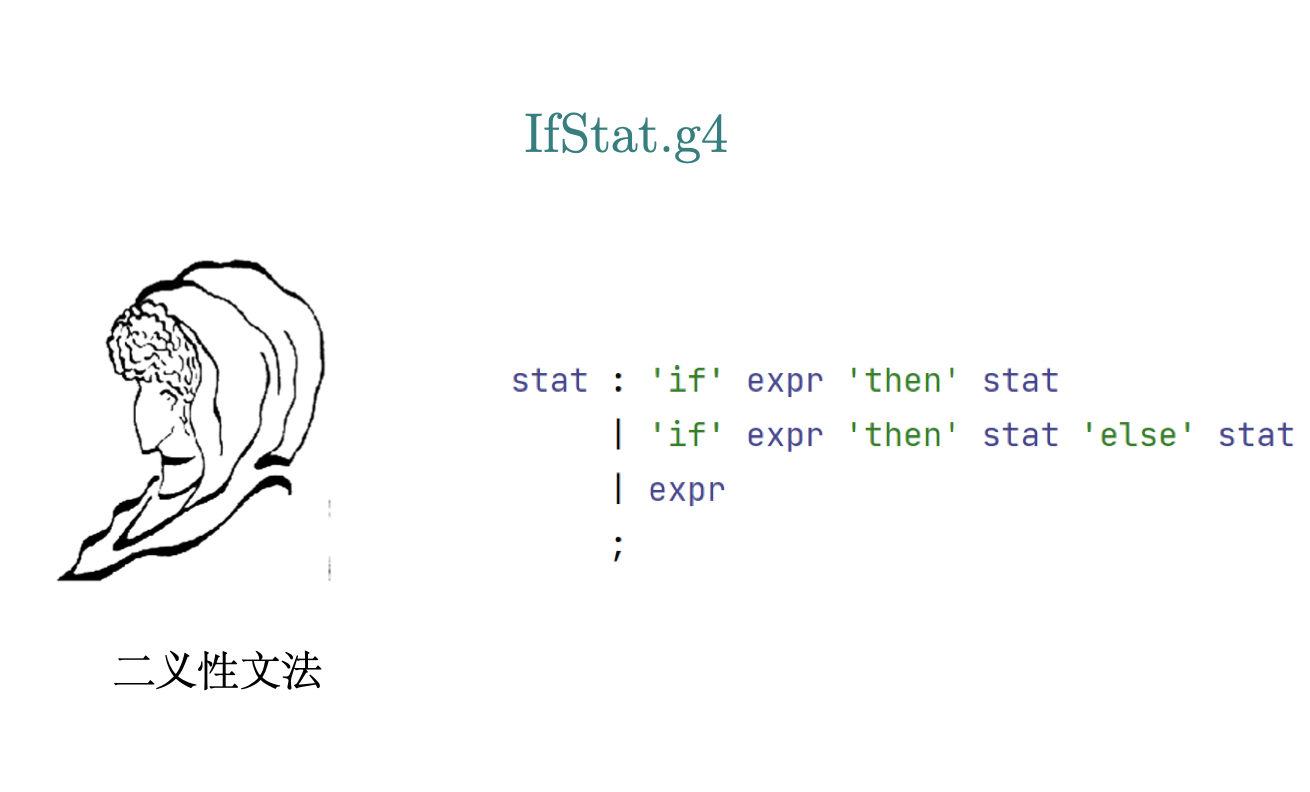 IfStat.g4
stat : 'if' expr 'then' stat
| 'if' expr 'then' stat 'else' stat
| expr
;
二义性文法